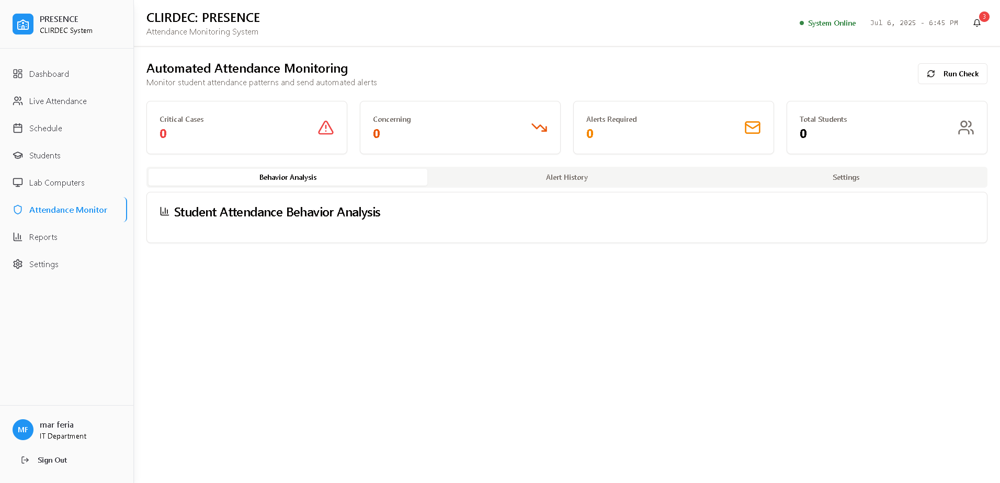 PRESENCE
CLIRDEC System
Dashboard
Live Attendance
Schedule
Students
Lab Computers
Attendance Monitor
Reports
Settings
MF
mar feria
IT Department
Sign Out
CLIRDEC: PRESENCE
Attendance Monitoring System
System Online
Jul 6, 2025 - 6:45 PM
3
Automated Attendance Monitoring
Monitor student attendance patterns and send automated alerts
Run Check
Critical Cases
0
Concerning
0
Alerts Required
0
Total Students
0
Behavior Analysis
Alert History
Settings
Student Attendance Behavior Analysis